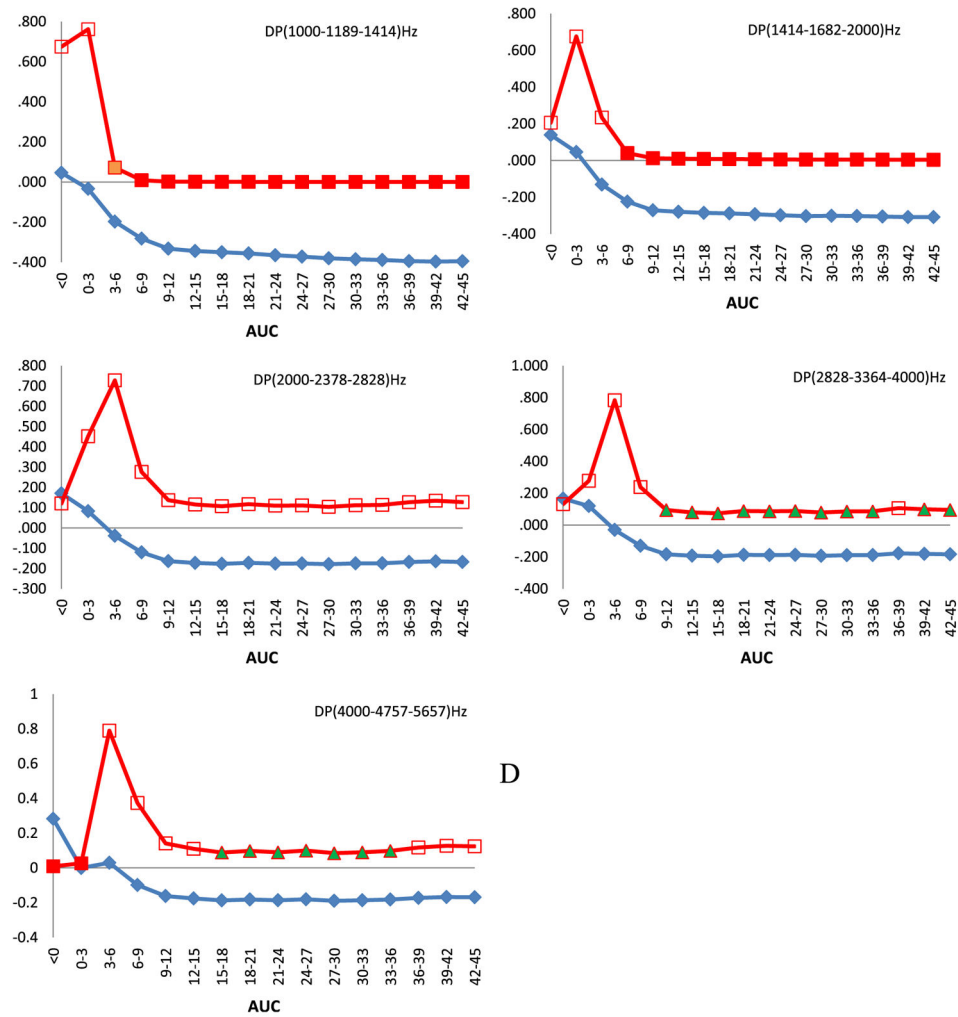 DP(1000-1189-1414)Hz
.800
.600
.400
.200
.000
-.200
-.400
<0 0-3 3-6 6-9 9-12 12-15 15-18 18-21 21-24 24-27 27-30 30-33 33-36 36-39 39-42 42-45
AUC
DP(1414-1682-2000)Hz
.800
.600
.400
.200
.000
-.200
-.400
<0 0-3 3-6 6-9 9-12 12-15 15-18 18-21 21-24 24-27 27-30 30-33 33-36 36-39 39-42 42-45
AUC
DP(2000-2378-2828)Hz
.800
.700
.600
.500
.400
.300
.200
.100
.000
-.100
-.200
-.300
<0 0-3 3-6 6-9 9-12 12-15 15-18 18-21 21-24 24-27 27-30 30-33 33-36 36-39 39-42 42-45
AUC
DP(2828-3364-4000)Hz
1.000
.800
.600
.400
.200
.000
-.200
-.400
<0 0-3 3-6 6-9 9-12 12-15 15-18 18-21 21-24 24-27 27-30 30-33 33-36 36-39 39-42 42-45
AUC
DP(4000-4757-5657)Hz
1
0.8
0.6
0.4
0.2
0
-0.2
-0.4
<0 0-3 3-6 6-9 9-12 12-15 15-18 18-21 21-24 24-27 27-30 30-33 33-36 36-39 39-42 42-45
AUC
D